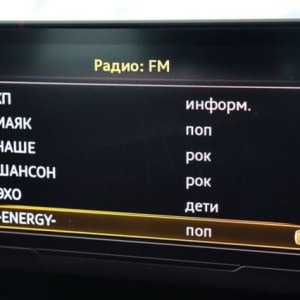 Радио: FM
КП информ.
МАЯК поп
НАШЕ рок
ШАНСОН рок
ЭХО дети
-ENERGY- поп